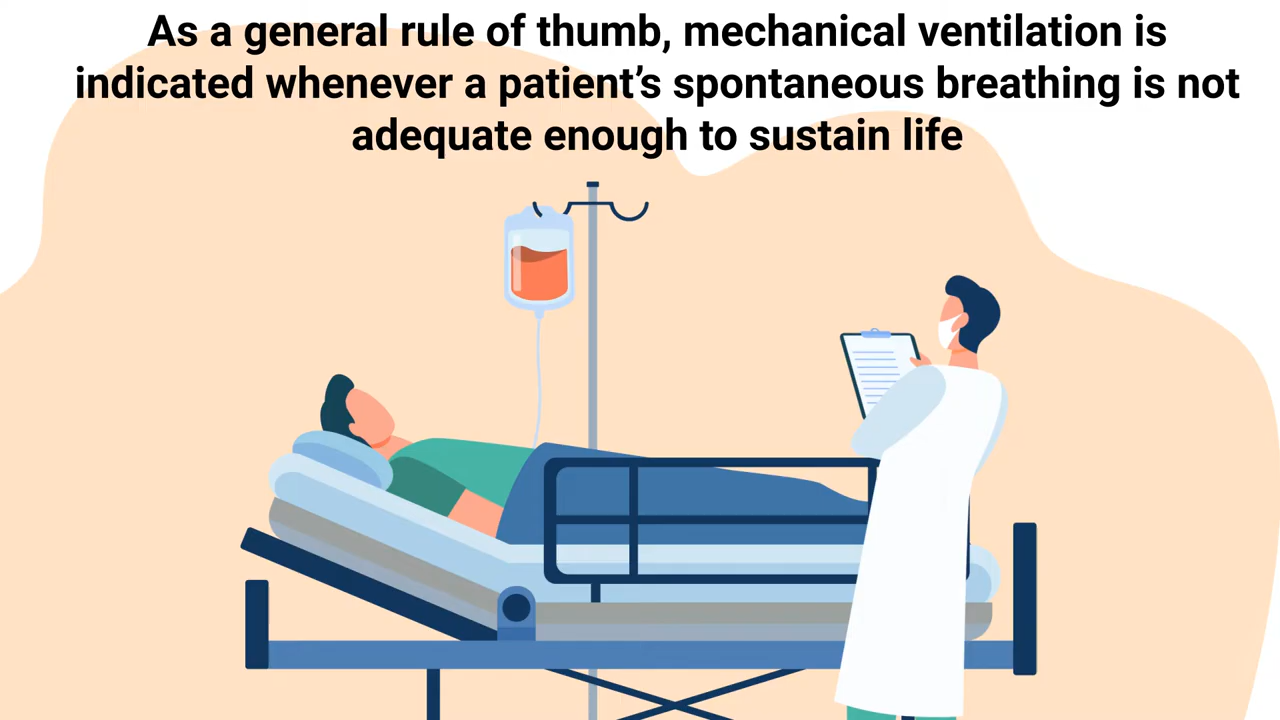 As a general rule of thumb, mechanical ventilation is
indicated whenever a patient’s spontaneous breathing is not
adequate enough to sustain life